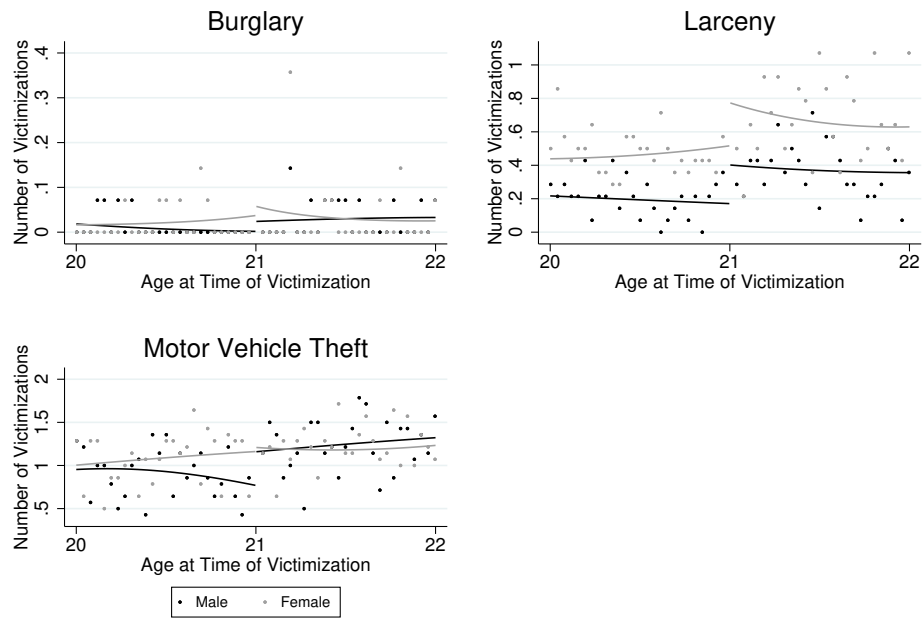 Burglary
Number of Victimizations
.4
.3
.2
.1
0
20
21
22
Age at Time of Victimization
Larceny
Number of Victimizations
1
.8
.6
.4
.2
0
20
21
22
Age at Time of Victimization
Motor Vehicle Theft
Number of Victimizations
2
1.5
1
.5
20
21
22
Age at Time of Victimization
Male
Female